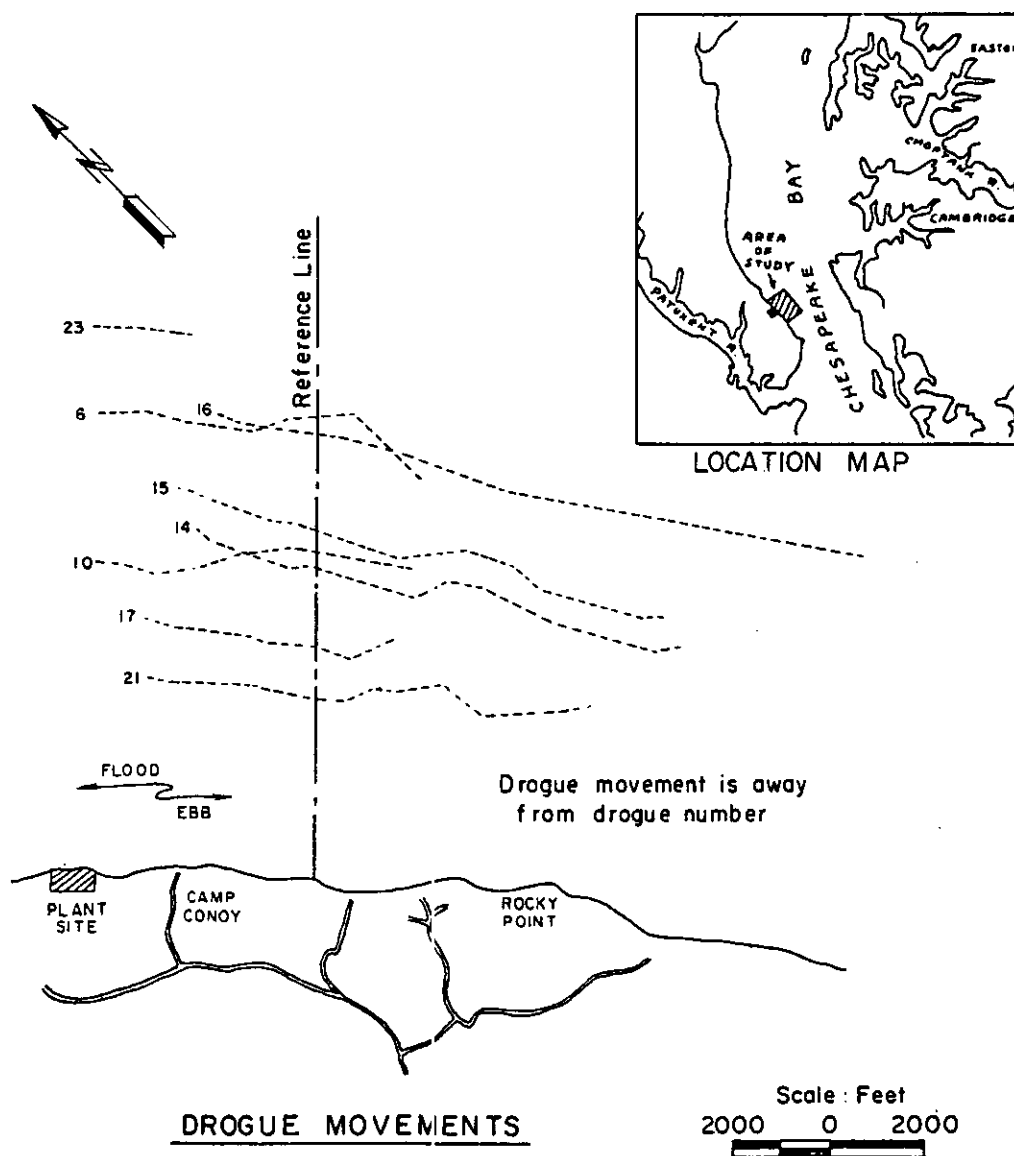 EASTO
CHOPTANK R.
CAMBRIDGE
BAY
AREA
OF
STUDY
PATUXENT R.
CHESAPEAKE
LOCATION MAP
N
Reference Line
23
6
16
15
14
10
17
21
FLOOD
EBB
Drogue movement is away
from drogue number
PLANT
SITE
CAMP
CONOY
ROCKY
POINT
DROGUE MOVEMENTS
Scale : Feet
2000 0 2000